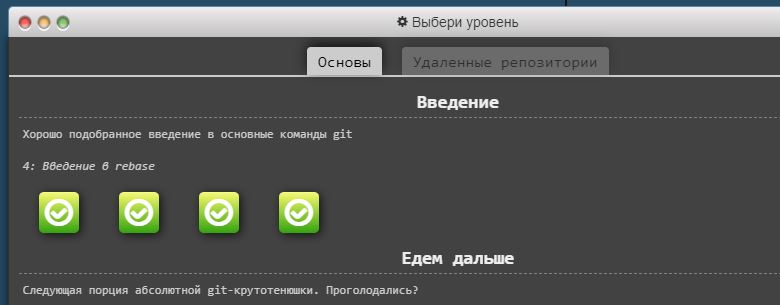 Выбери уровень
Основы
Удаленные репозитории
Введение
Хорошо подобранное введение в основные команды git
4: Введение в rebase
Едем дальше
Следующая порция абсолютной git-крутотенюшки. Проголодались?